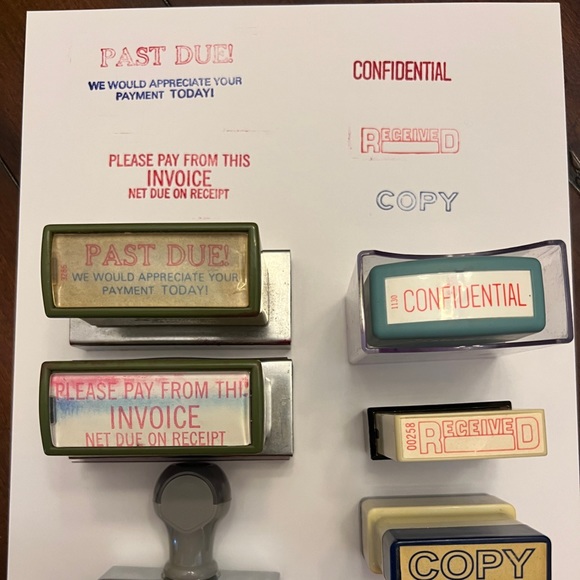 PAST DUE!
WE WOULD APPRECIATE YOUR
PAYMENT TODAY!
CONFIDENTIAL
RECEIVED
PLEASE PAY FROM THIS
INVOICE
NET DUE ON RECEIPT
COPY
PAST DUE!
WE WOULD APPRECIATE YOUR
PAYMENT TODAY!
1130
CONFIDENTIAL
PLEASE PAY FROM THIS
INVOICE
NET DUE ON RECEIPT
00258
RECEIVED
COPY